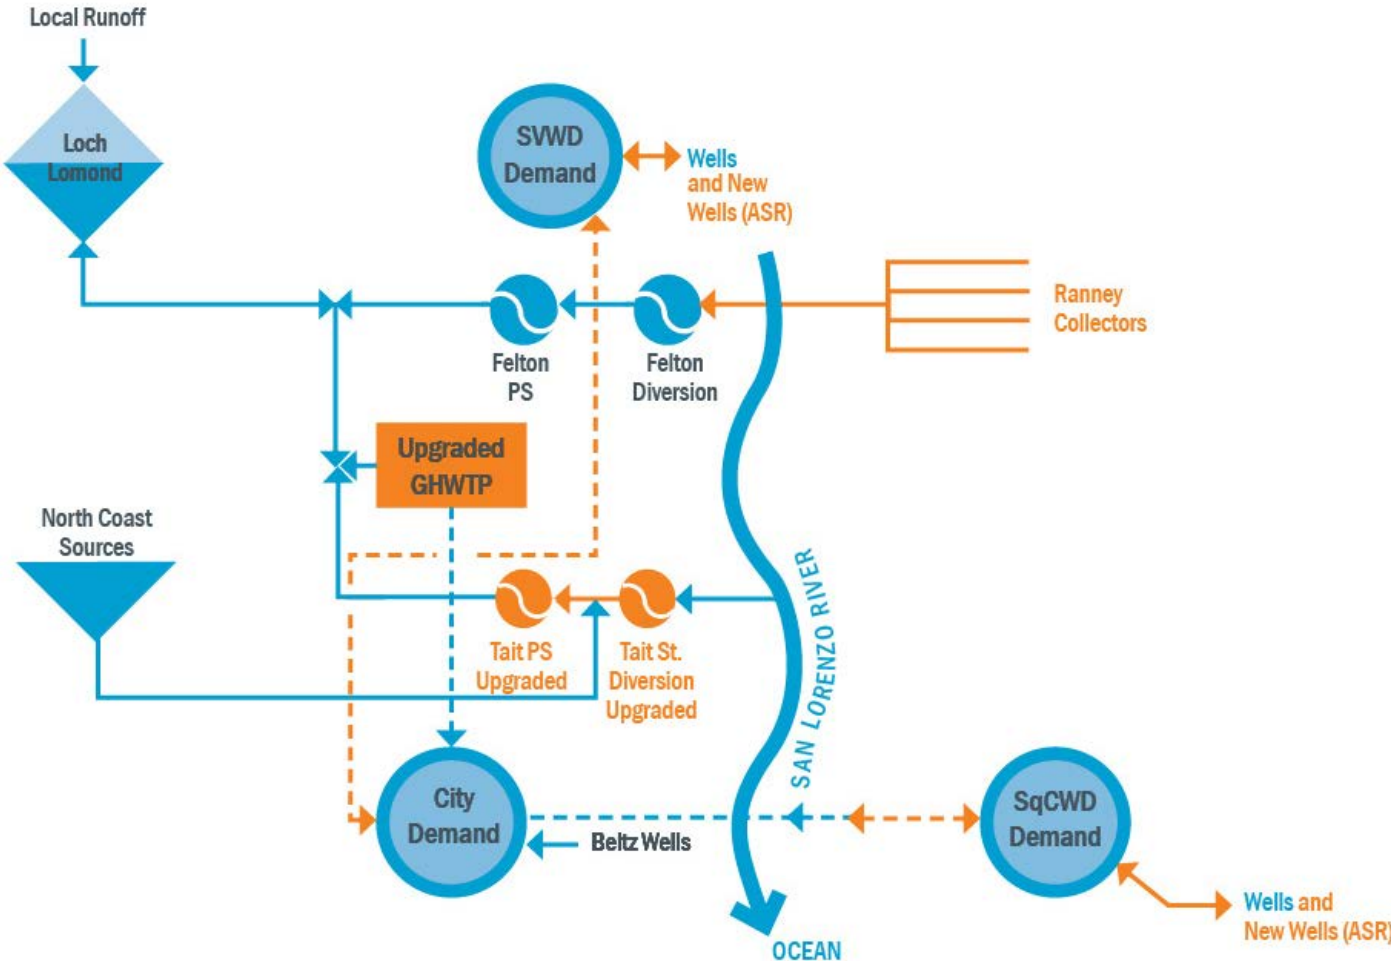 Local Runoff
Loch
Lomond
SVWD
Demand
Wells
and New
Wells (ASR)
Ranney
Collectors
Felton
PS
Felton
Diversion
Upgraded
GHWTP
North Coast
Sources
Tait PS
Upgraded
Tait St.
Diversion
Upgraded
SAN LORENZO RIVER
City
Demand
Beltz Wells
SqCWD
Demand
Wells and
New Wells (ASR)
OCEAN